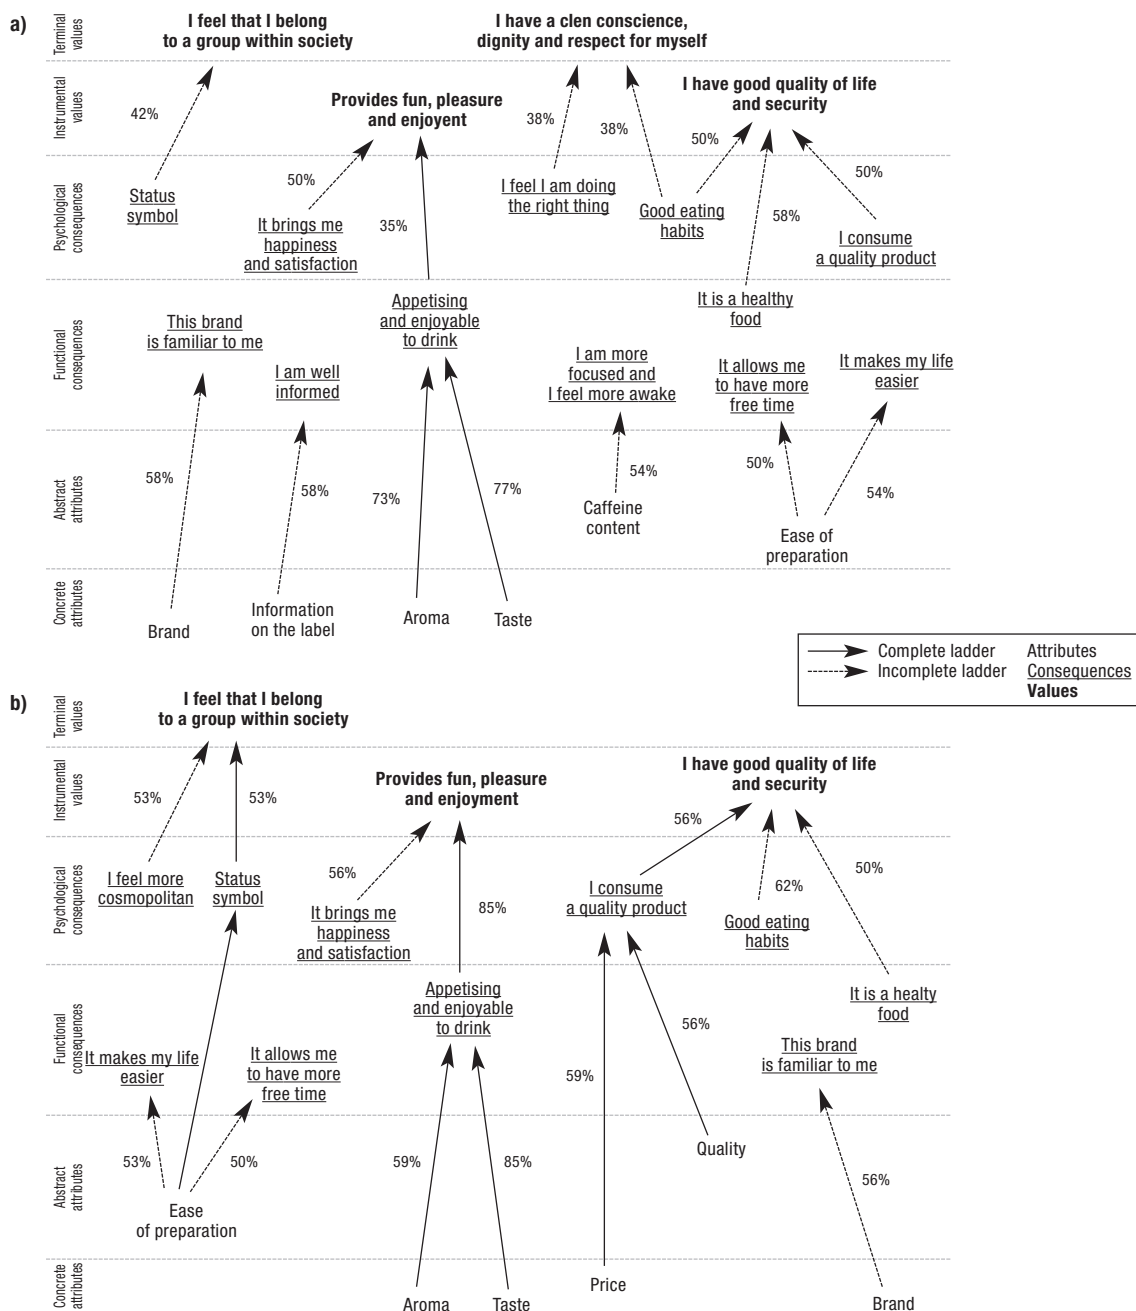 a)
Terminal
values
I feel that I belong
to a group within society
I have a clen conscience,
dignity and respect for myself
Instrumental
values
42%
Provides fun, pleasure
and enjoyent
38%
38%
I have good quality of life
and security
50%
50%
Psychological
consequences
Status
symbol
50%
It brings me
happiness
and satisfaction
35%
I feel I am doing
the right thing
Good eating
habits
58%
I consume
a quality product
Functional
consequences
This brand
is familiar to me
I am well
informed
Appetising
and enjoyable
to drink
I am more
focused and
I feel more awake
It is a healthy
food
It allows me
to have more
free time
It makes my life
easier
Abstract
attributes
58%
58%
73%
77%
54%
Caffeine
content
50%
54%
Ease of
preparation
Concrete
attributes
Brand
Information
on the label
Aroma
Taste
Complete ladder
Attributes
Incomplete ladder
Consequences
Values
b)
Terminal
values
I feel that I belong
to a group within society
Instrumental
values
53%
53%
Provides fun, pleasure
and enjoyment
I have good quality of life
and security
56%
Psychological
consequences
I feel more
cosmopolitan
Status
symbol
56%
It brings me
happiness
and satisfaction
85%
I consume
a quality product
62%
Good eating
habits
50%
Functional
consequences
It makes my life
easier
It allows me
to have more
free time
Appetising
and enjoyable
to drink
59%
56%
It is a healty
food
This brand
is familiar to me
Abstract
attributes
53%
50%
Ease
of preparation
59%
85%
Quality
56%
Concrete
attributes
Aroma
Taste
Price
Brand